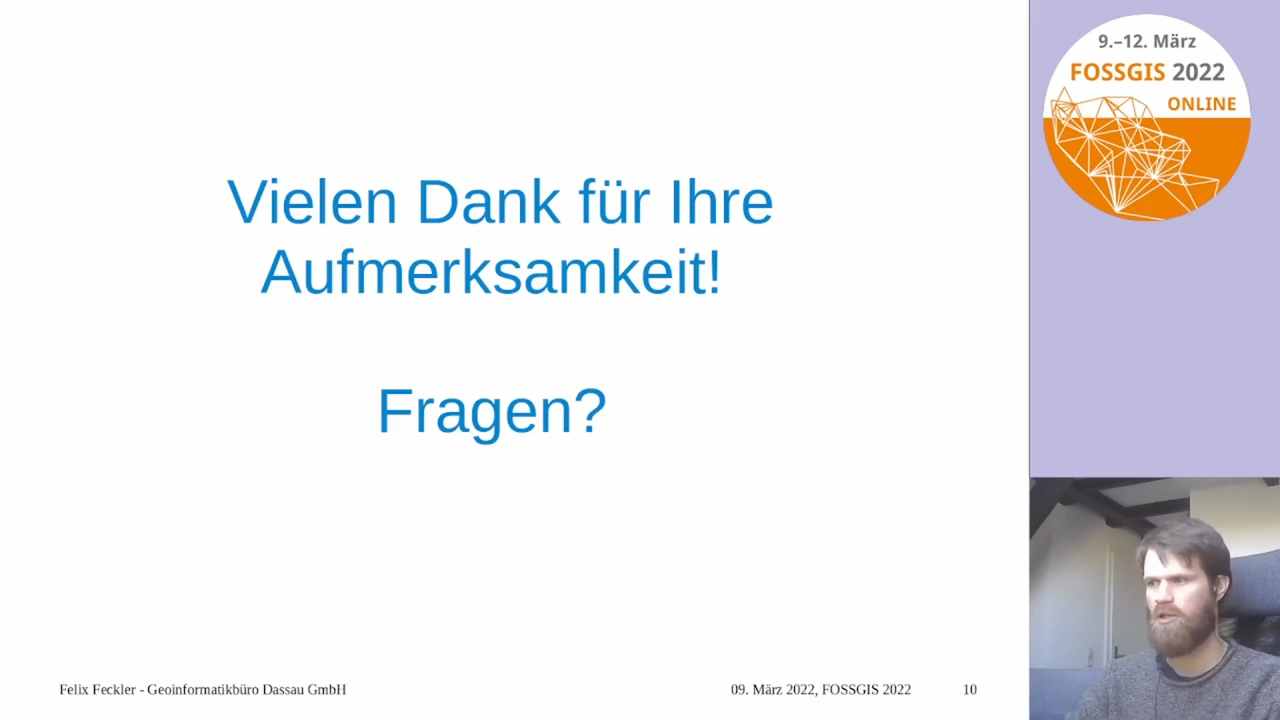 Vielen Dank für Ihre
Aufmerksamkeit!
Fragen?
Felix Feckler - Geoinformatikbüro Dassau GmbH
09. März 2022, FOSSGIS 2022
10
9.–12. März
FOSSGIS 2022
ONLINE